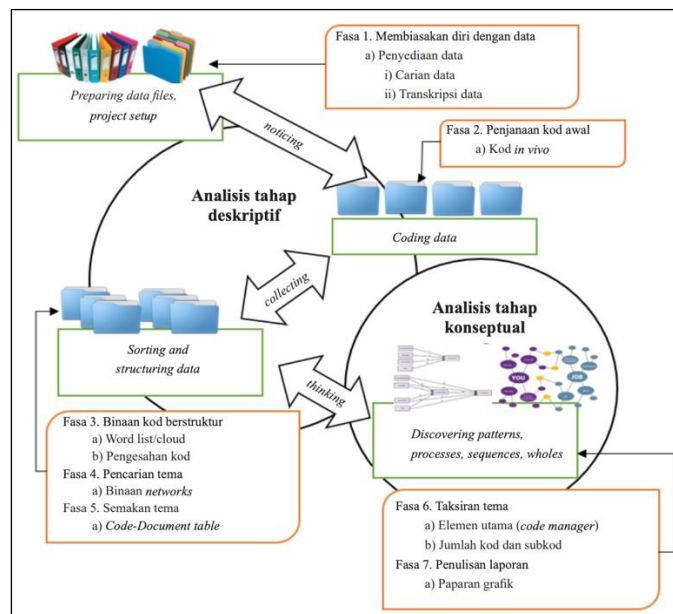 Fasa 1. Membiasakan diri dengan data
a) Penyediaan data
i) Carian data
ii) Transkripsi data
Preparing data files,
project setup
noticing
Fasa 2. Penjanaan kod awal
a) Kod in vivo
Analisis tahap
deskriptif
Coding data
collecting
Analisis tahap
konseptual
Sorting and
structuring data
thinking
YOU
JOB
Discovering patterns,
processes, sequences, wholes
Fasa 3. Binaan kod berstruktur
a) Word list/cloud
b) Pengesahan kod
Fasa 4. Pencarian tema
a) Binaan networks
Fasa 5. Semakan tema
a) Code-Document table
Fasa 6. Taksiran tema
a) Elemen utama (code manager)
b) Jumlah kod dan subkod
Fasa 7. Penulisan laporan
a) Paparan grafik